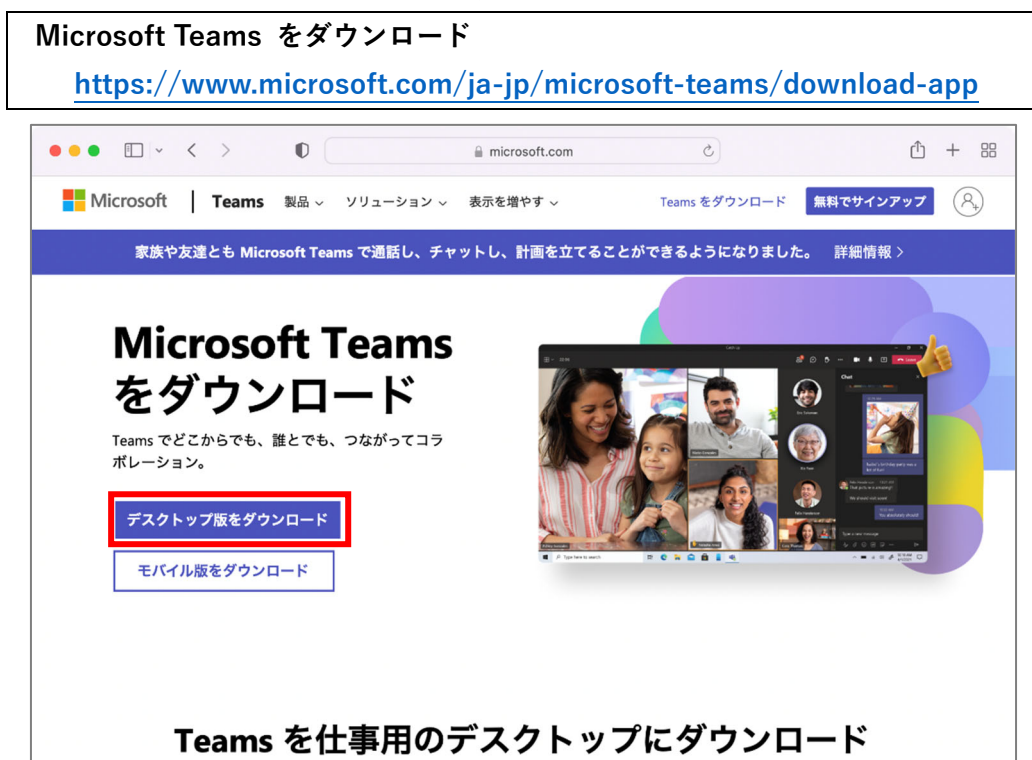 Microsoft Teams をダウンロード
https://www.microsoft.com/ja-jp/microsoft-teams/download-app
microsoft.com
Microsoft Teams 製品 ソリューション 表示を増やす Teams をダウンロード 無料でサインアップ
家族や友達とも Microsoft Teams で通話し、チャットし、計画を立てることができるようになりました。 詳細情報
Microsoft Teams
をダウンロード
Teams でどこからでも、誰とでも、つながってコラ
ボレーション。
デスクトップ版をダウンロード
モバイル版をダウンロード
Chat
Type a new message
Type here to search
Teams を仕事用のデスクトップにダウンロード